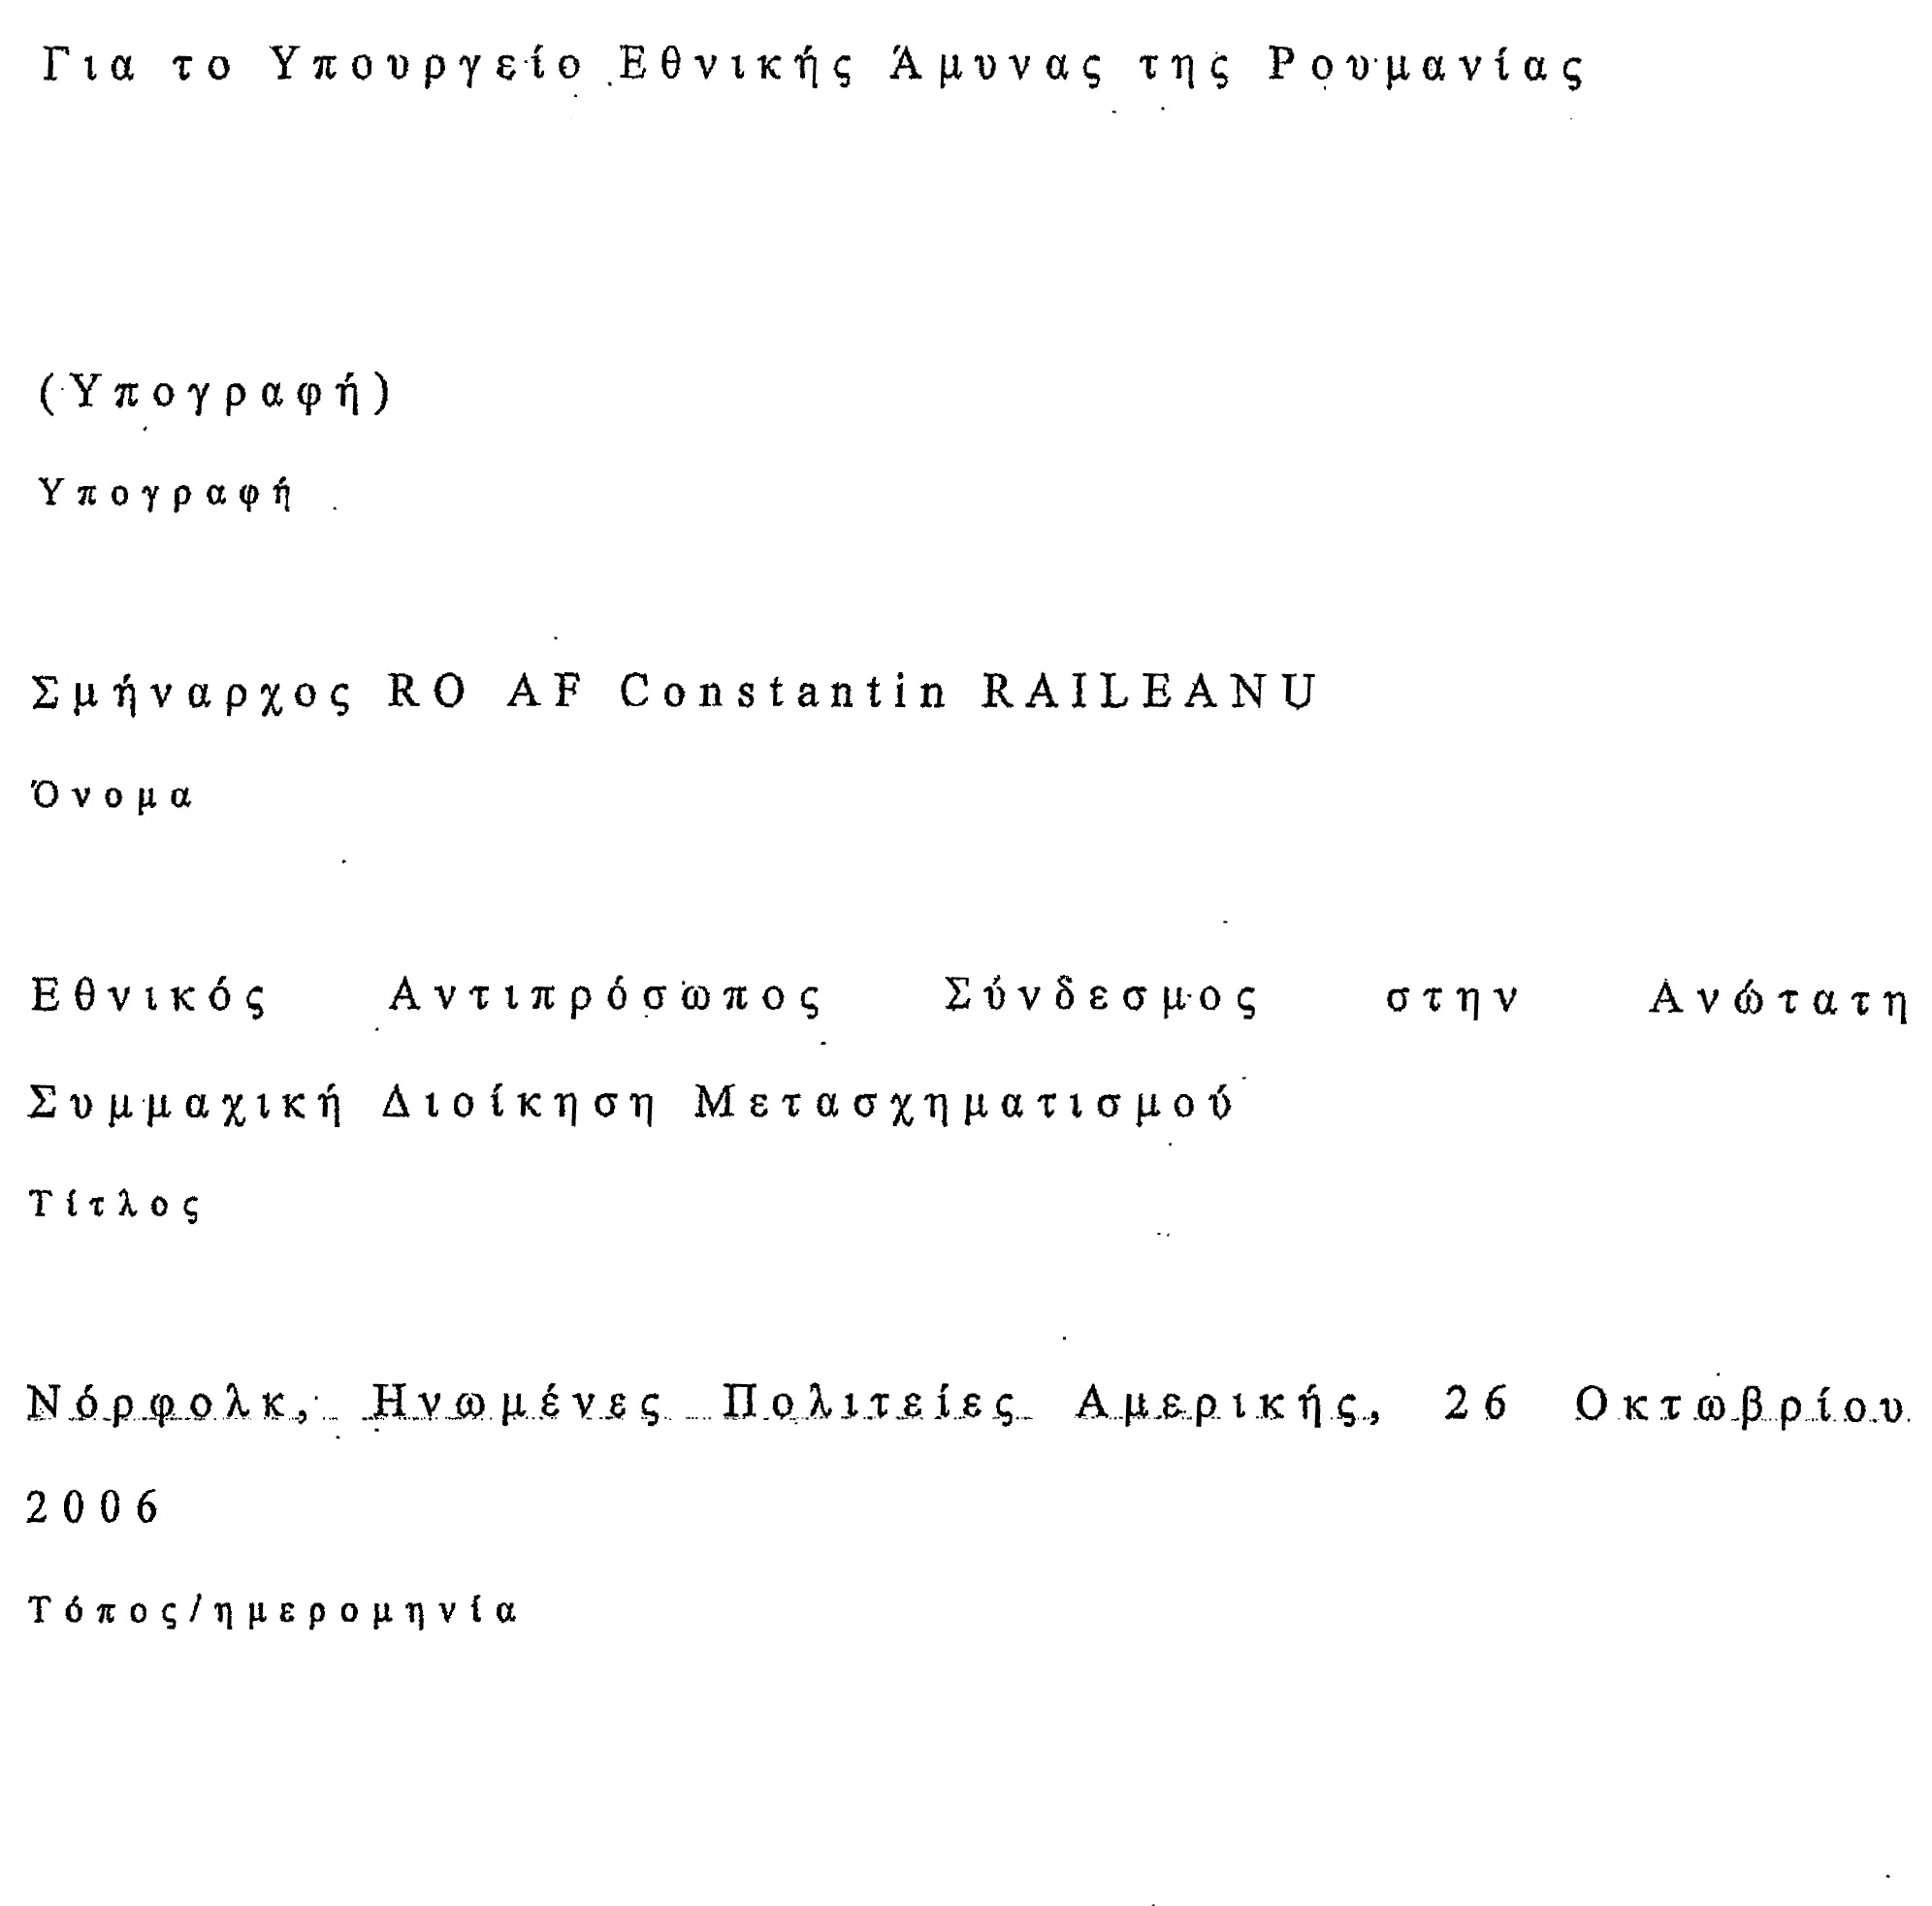 Για το Υπουργείο Εθνικής Άμυνας της Ρουμανίας
(Υπογραφή)
Υπογραφή
Σμήναρχος RO AF Constantin RAILEANU
Όνομα
Εθνικός Αντιπρόσωπος Σύνδεσμος στην Ανώτατη
Συμμαχική Διοίκηση Μετασχηματισμού
Τίτλος
Νόρφολκ, Ηνωμένες Πολιτείες Αμερικής, 26 Οκτωβρίου
2006
Τόπος/ημερομηνία